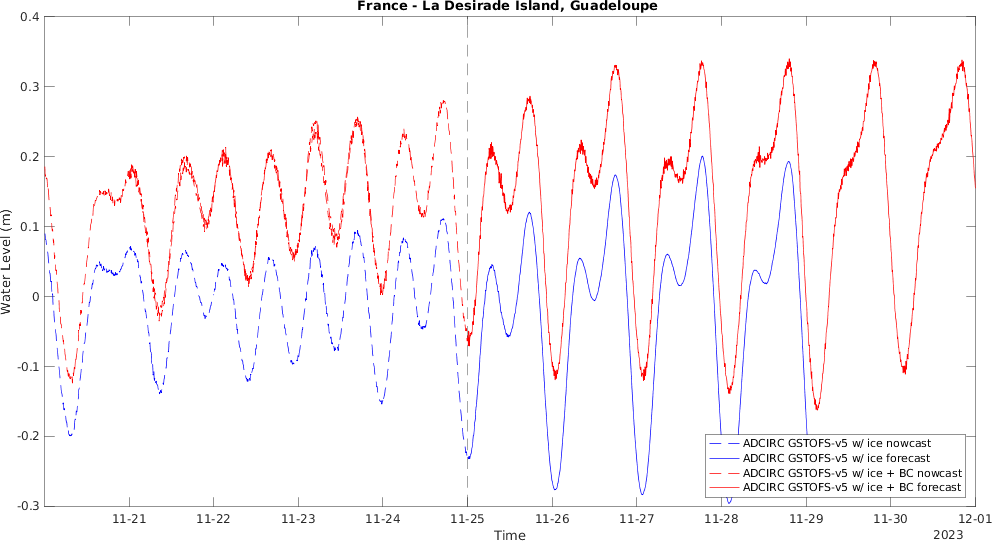 France - La Desirade Island, Guadeloupe
0.4
0.3
0.2
0.1
0
-0.1
-0.2
-0.3
Water Level (m)
ADCIRC GSTOFS-v5 w/ ice nowcast
ADCIRC GSTOFS-v5 w/ ice forecast
ADCIRC GSTOFS-v5 w/ ice + BC nowcast
ADCIRC GSTOFS-v5 w/ ice + BC forecast
11-21 11-22 11-23 11-24 11-25 11-26 11-27 11-28 11-29 11-30 12-01
Time
2023